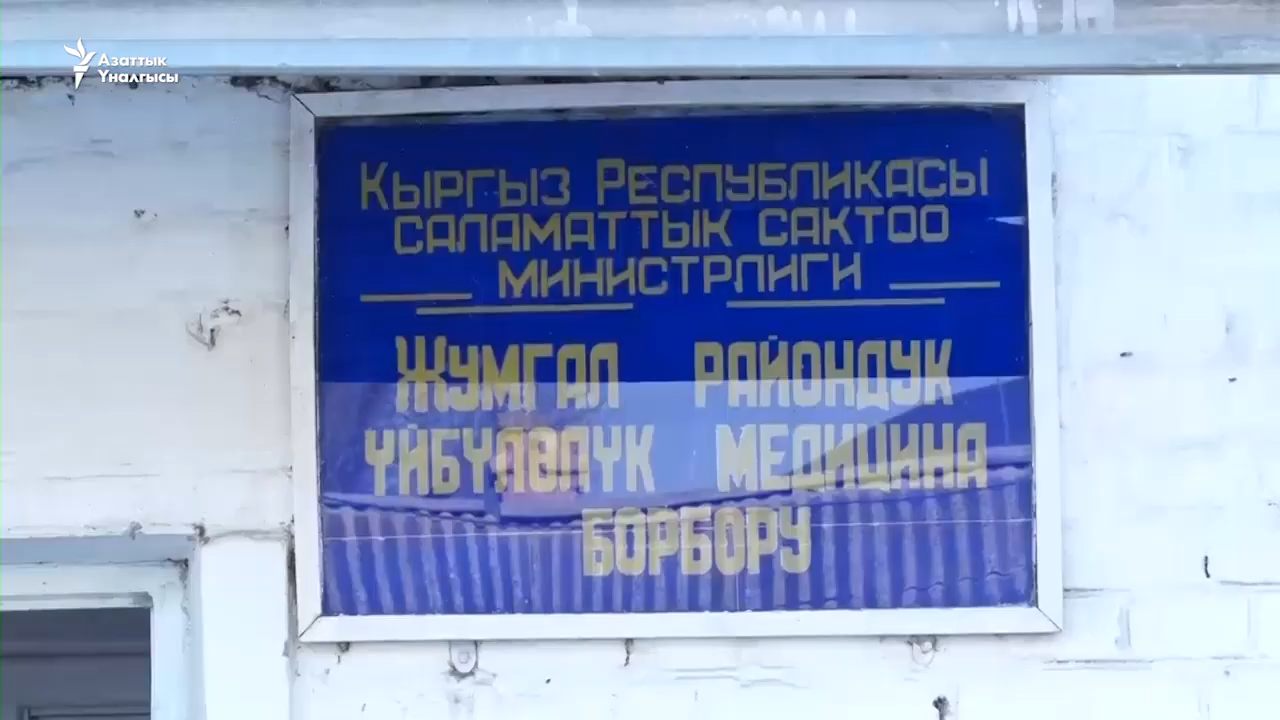 Азаттык
Үналгысы
Кыргыз Республикасы
САЛАМАТТЫК САКТОО
МИНИСТРЛИГИ
ЖУМГАЛ РАЙОНДУК
ҮЙБҮЛӨЛҮК МЕДИЦИНА
БОРБОРУ